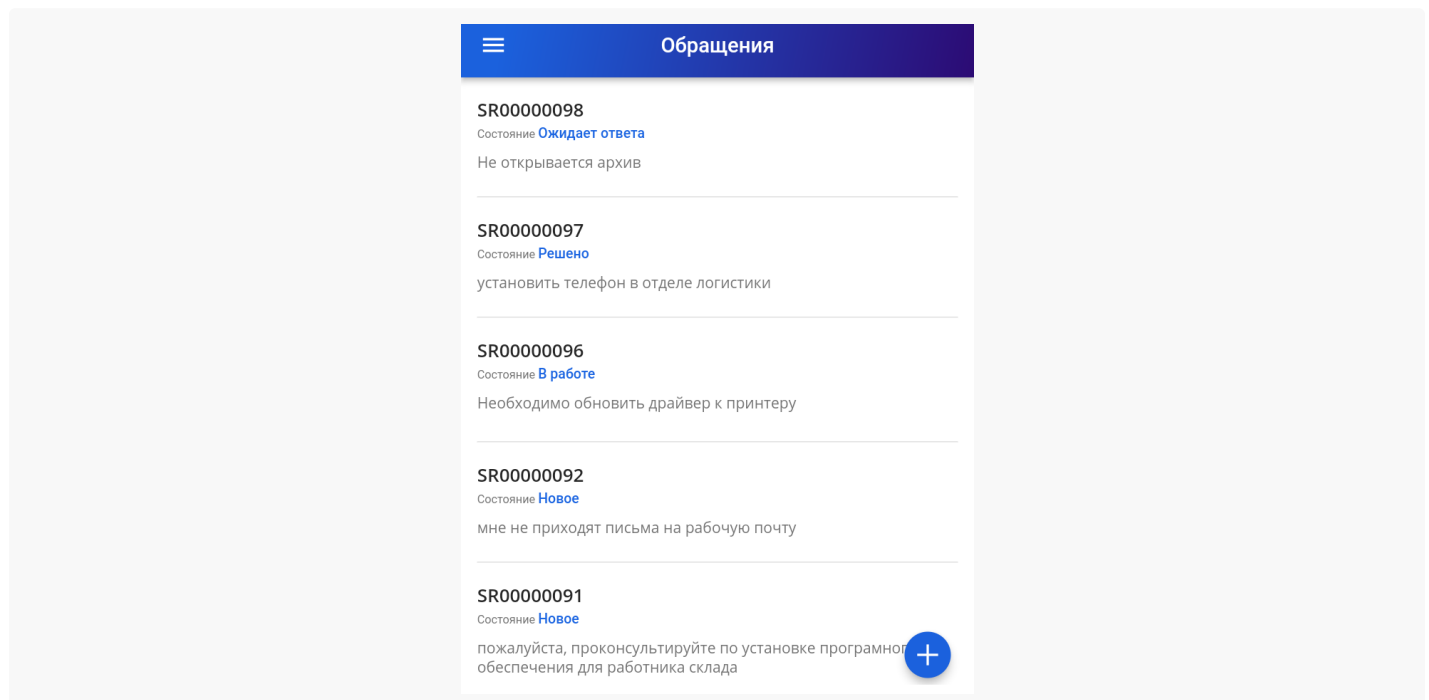 Обращения
SR00000098
Состояние Ожидает ответа
Не открывается архив
SR00000097
Состояние Решено
установить телефон в отделе логистики
SR00000096
Состояние В работе
Необходимо обновить драйвер к принтеру
SR00000092
Состояние Новое
мне не приходят письма на рабочую почту
SR00000091
Состояние Новое
пожалуйста, проконсультируйте по установке
обеспечения для работника склада